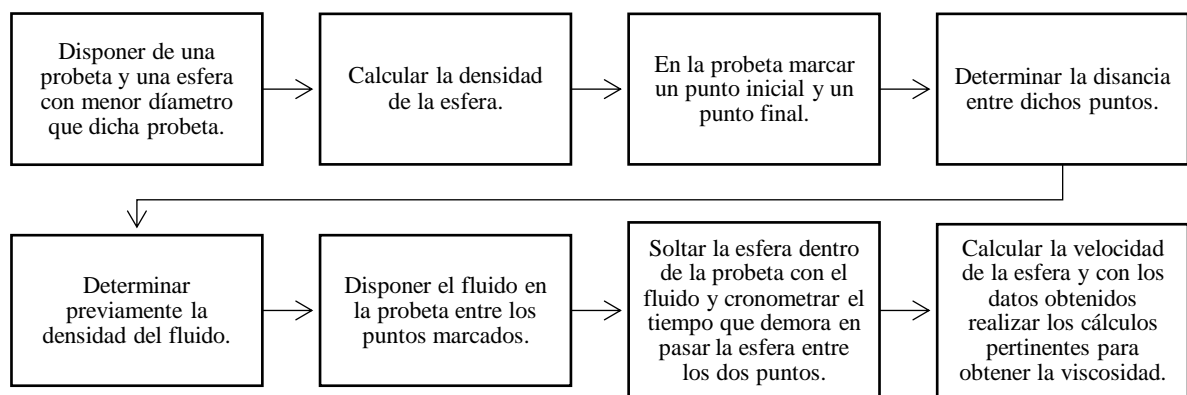 Disponer de una
probeta y una esfera
con menor díametro
que dicha probeta.
Calcular la densidad
de la esfera.
En la probeta marcar
un punto inicial y un
punto final.
Determinar la disancia
entre dichos puntos.
Determinar
previamente la
densidad del fluido.
Disponer el fluido en
la probeta entre los
puntos marcados.
Soltar la esfera dentro
de la probeta con el
fluido y cronometrar el
tiempo que demora en
pasar la esfera entre
los dos puntos.
Calcular la velocidad
de la esfera y con los
datos obtenidos
realizar los cálculos
pertinentes para
obtener la viscosidad.